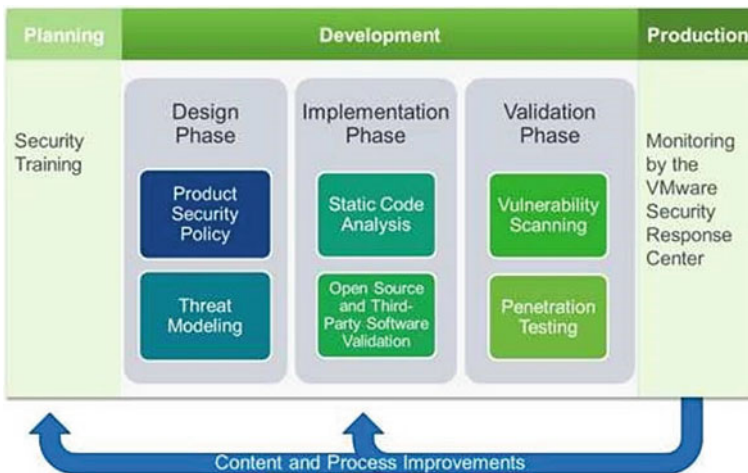 Planning
Development
Production
Security
Training
Design
Phase
Product
Security
Policy
Threat
Modeling
Implementation
Phase
Static Code
Analysis
Open Source
and Third-
Party Software
Validation
Validation
Phase
Vulnerability
Scanning
Penetration
Testing
Monitoring
by the
VMware
Security
Response
Center
Content and Process Improvements